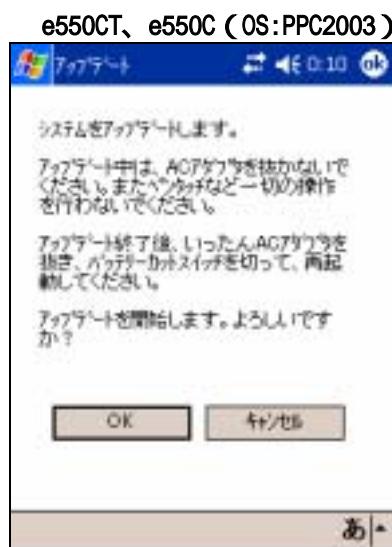 e550CT、e550C（OS:PPC2003）
アップデート 0:10 ok
システムをアップデートします。
アップデート中は、ACアダプタを抜かないで
ください。またペンタッチなど一切の操作
を行わないでください。
アップデート終了後、いったんACアダプタを
抜き、バッテリーカットスイッチを切って、再起
動してください。
アップデートを開始します。よろしいです
か？
OK キャンセル
あ